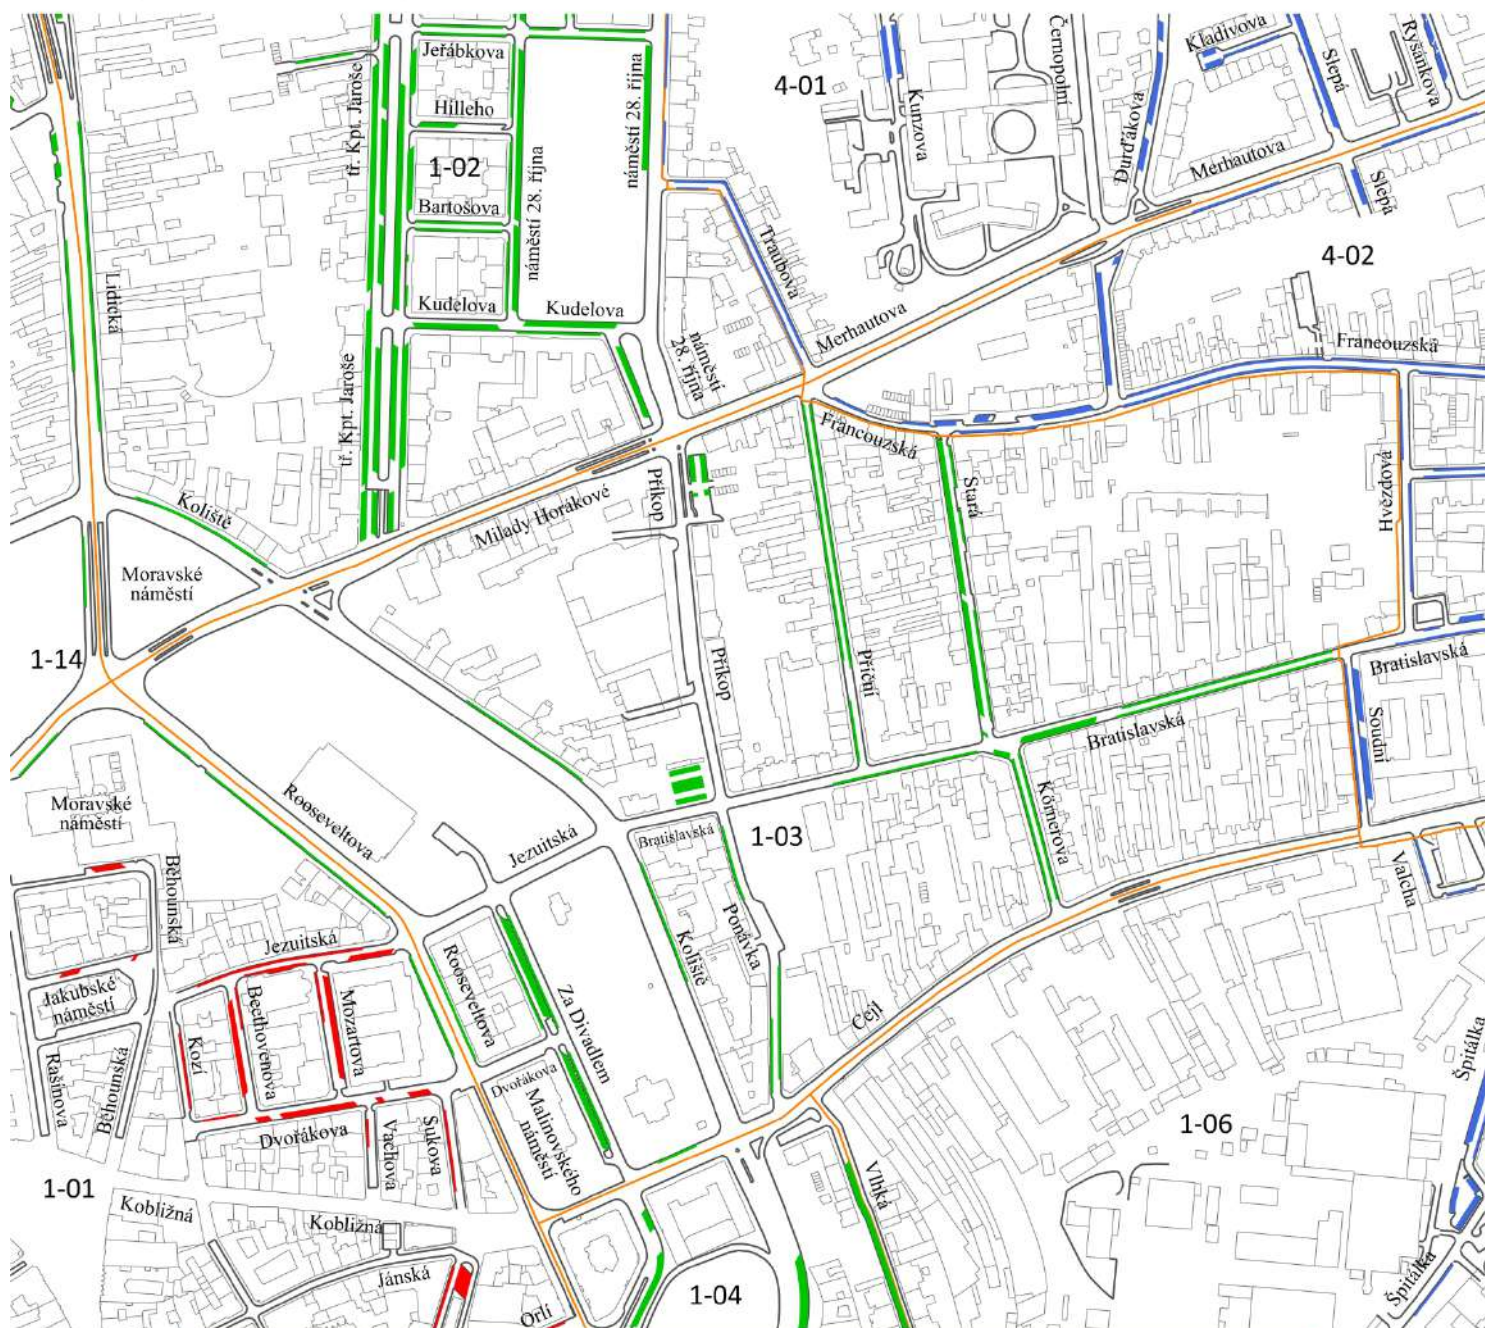 Jeřábkova
Hilleho
1-02
Bartošova
Kudelova
Kudelova
tř. Kpt. Jaroše
tř. Kpt. Jaroše
náměstí 28. října
náměstí 28. října
náměstí
28. října
4-01
Kunzova
Černopolní
Durďákova
Kladivova
Slepá
Ryšánkova
Merhautova
Slepá
4-02
Traubova
Merhautova
Francouzská
Francouzská
Lidická
Koliště
Milady Horákové
Příkop
Stará
Hvězdová
Moravské
náměstí
1-14
Příkop
Příční
Bratislavská
Bratislavská
Soudní
Körnerova
Moravské
náměstí
Rooseveltova
Jezuitská
Bratislavská
1-03
Valcha
Běhounská
Jezuitská
Rooseveltova
Koliště
Ponávka
Za Divadlem
Cejl
Jakubské
náměstí
Rašínova
Běhounská
Kozí
Beethovenova
Mozartova
Dvořákova
Vachova
Sukova
Dvořákova
Malinovského
náměstí
Vlhká
1-06
Špitálka
Špitálka
1-01
Kobližná
Kobližná
Jánská
Orlí
1-04